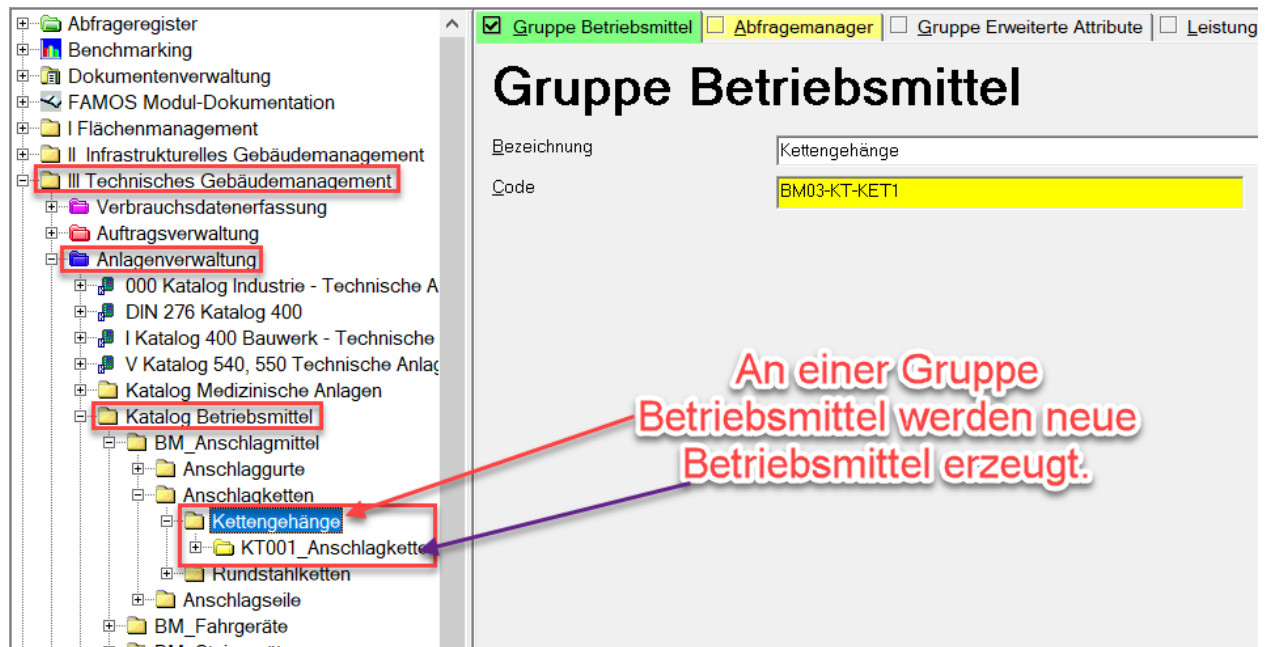 Abfrageregister
Benchmarking
Dokumentenverwaltung
FAMOS Modul-Dokumentation
I Flächenmanagement
II Infrastrukturelles Gebäudemanagement
III Technisches Gebäudemanagement
Verbrauchsdatenerfassung
Auftragsverwaltung
Anlagenverwaltung
000 Katalog Industrie - Technische A
DIN 276 Katalog 400
I Katalog 400 Bauwerk - Technische
V Katalog 540, 550 Technische Anlag
Katalog Medizinische Anlagen
Katalog Betriebsmittel
BM_Anschlagmittel
Anschlaggurte
Anschlagketten
Kettengehänge
KT001_Anschlagkette
Rundstahlketten
Anschlagseile
BM_Fahrgeräte
Gruppe Betriebsmittel Abfragemanager Gruppe Erweiterte Attribute Leistung
Gruppe Betriebsmittel
Bezeichnung Kettengehänge
Code BM03-KT-KET1
An einer Gruppe
Betriebsmittel werden neue
Betriebsmittel erzeugt.